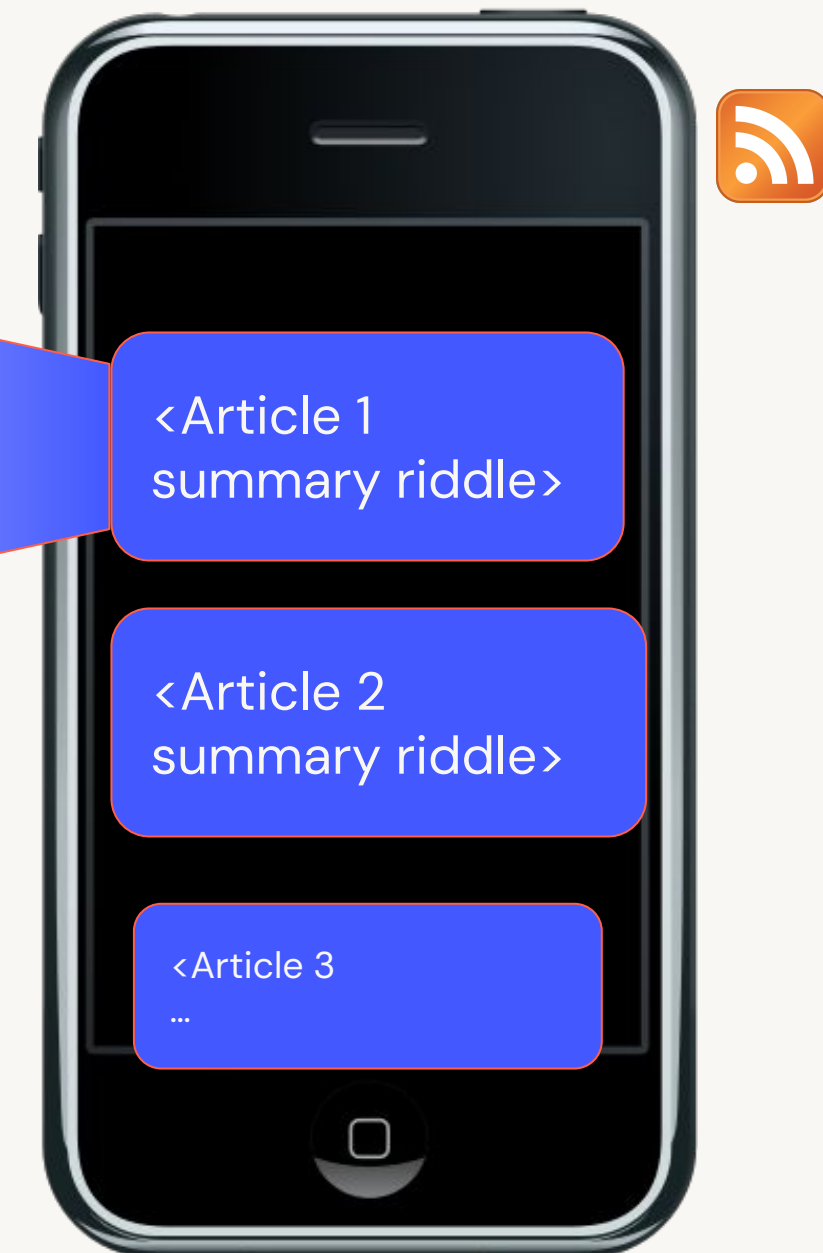 <Article 1
summary riddle>
<Article 2
summary riddle>
<Article 3
…